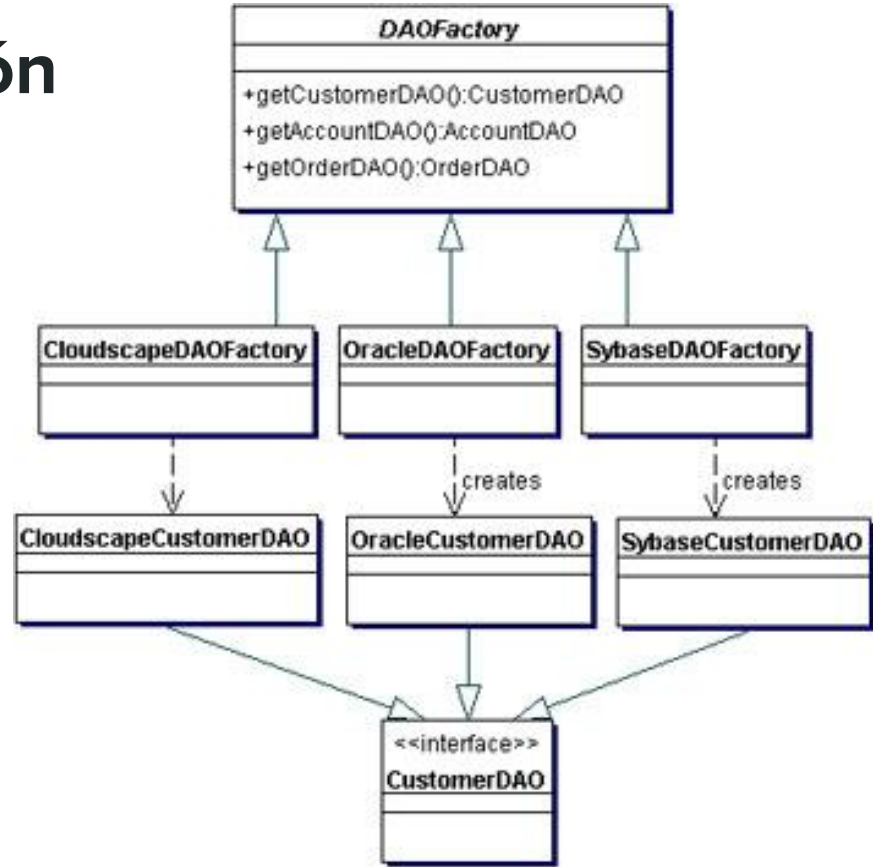 ón
DAOFactory
+getCustomerDAO():CustomerDAO
+getAccountDAO():AccountDAO
+getOrderDAO():OrderDAO
CloudscapeDAOFactory
OracleDAOFactory
SybaseDAOFactory
creates
creates
CloudscapeCustomerDAO
OracleCustomerDAO
SybaseCustomerDAO
<<interface>>
CustomerDAO